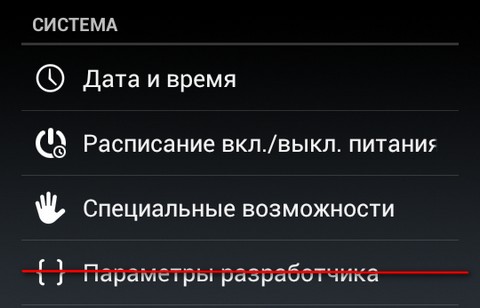 СИСТЕМА
Дата и время
Расписание вкл./выкл. питания
Специальные возможности
Параметры разработчика